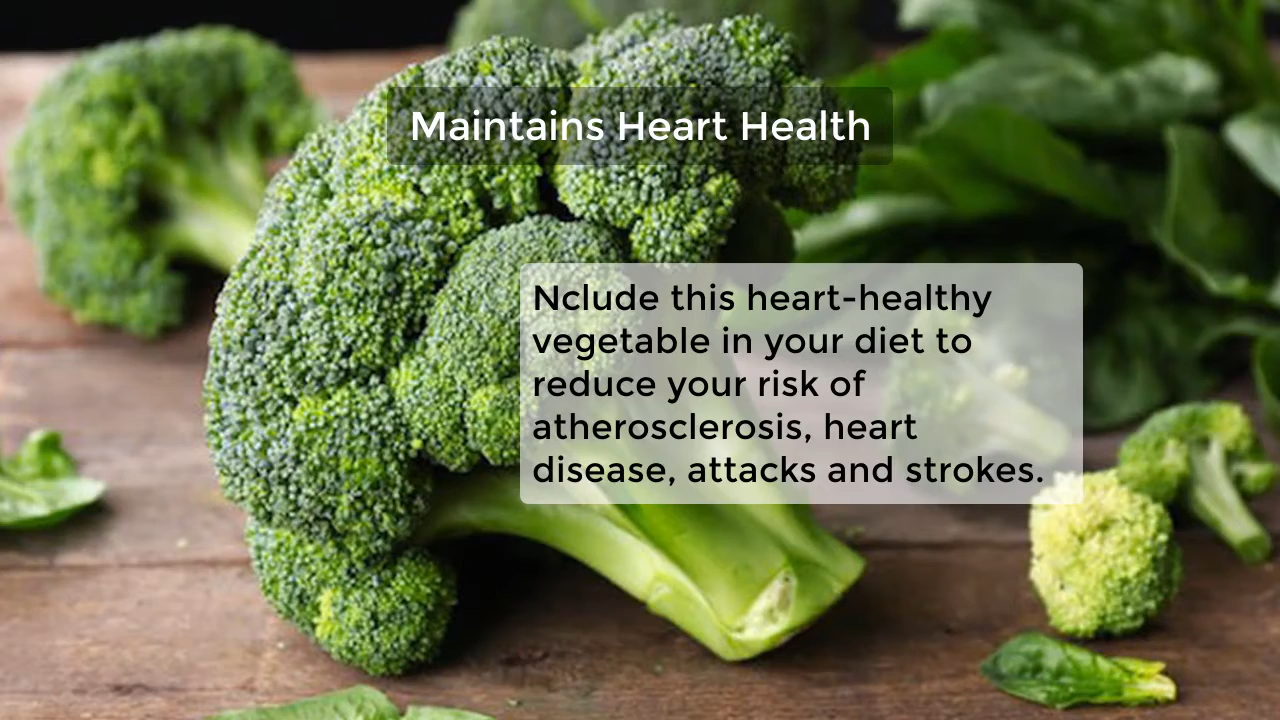 Maintains Heart Health
Nclude this heart-healthy
vegetable in your diet to
reduce your risk of
atherosclerosis, heart
disease, attacks and strokes.